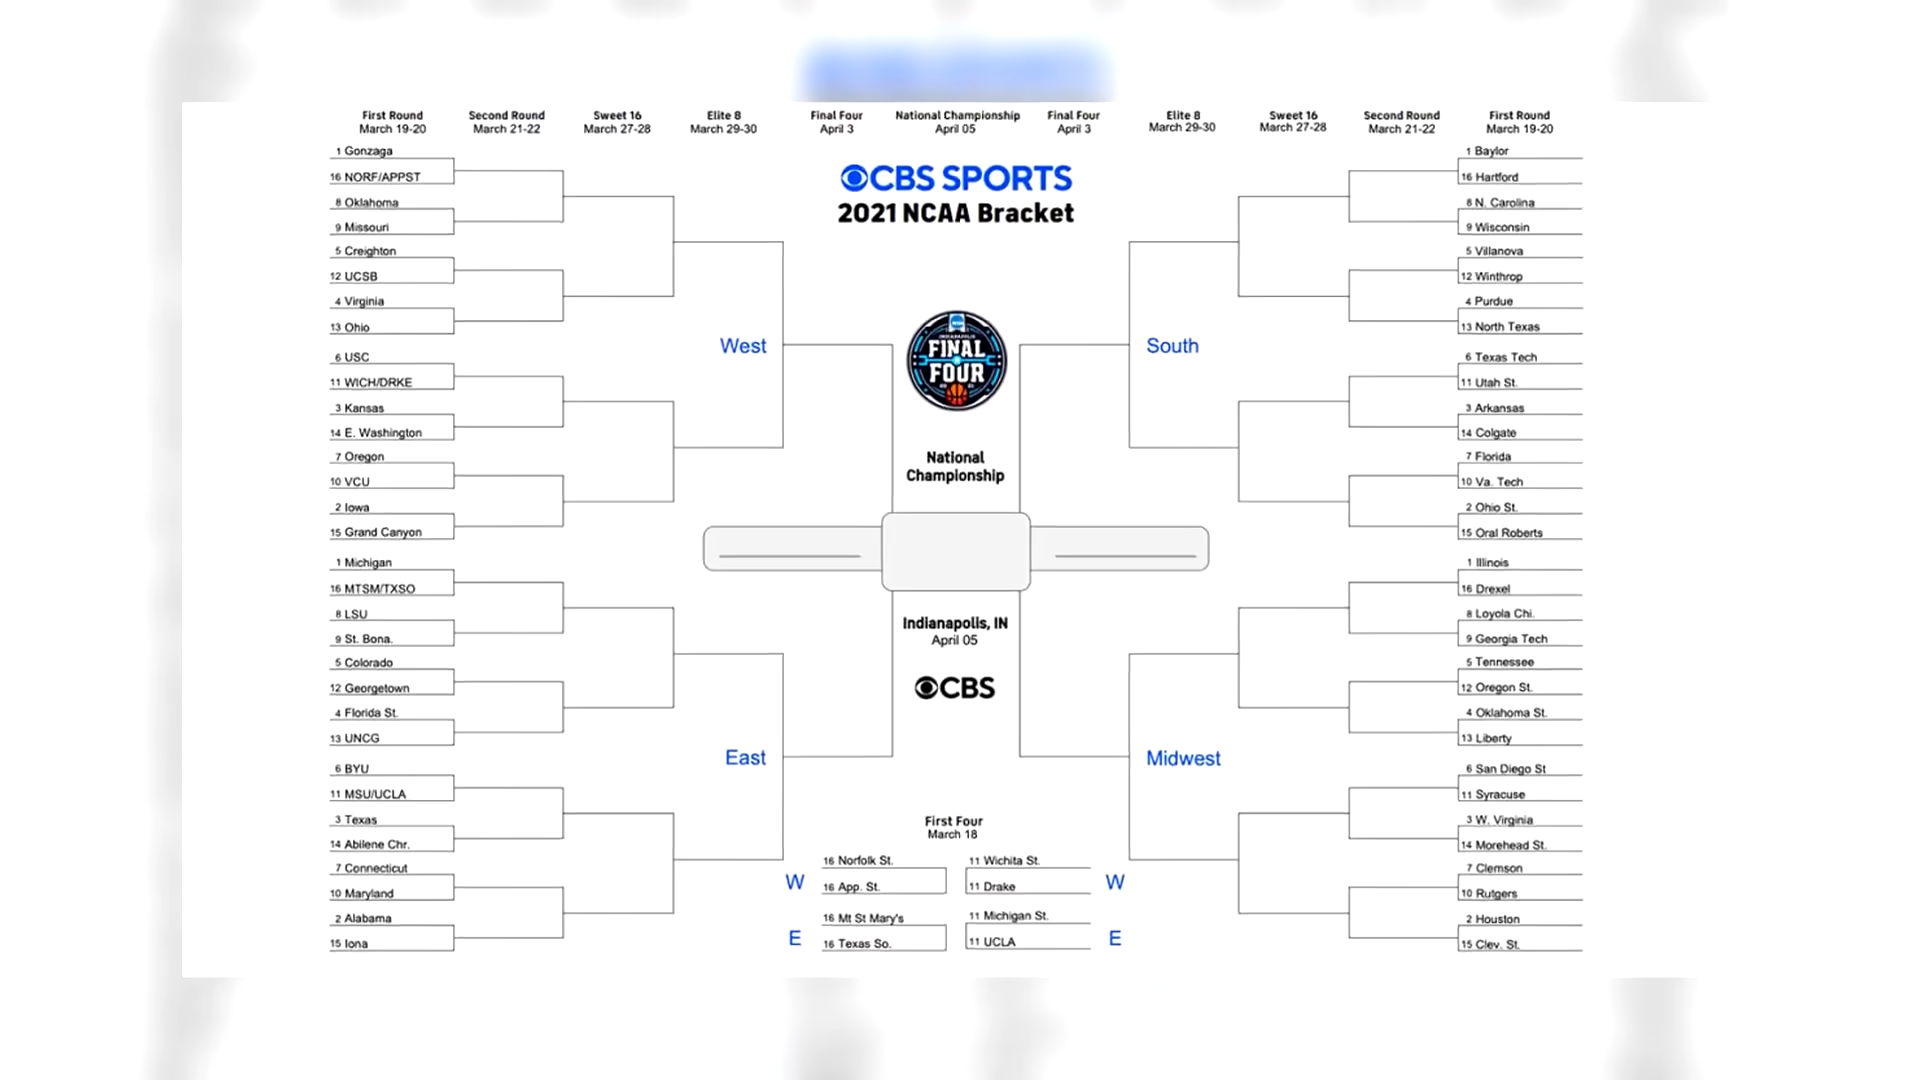 First Round
March 19-20
Second Round
March 21-22
Sweet 16
March 27-28
Elite 8
March 29-30
Final Four
April 3
National Championship
April 05
Final Four
April 3
Elite 8
March 29-30
Sweet 16
March 27-28
Second Round
March 21-22
First Round
March 19-20
CBS SPORTS
2021 NCAA Bracket
1 Gonzaga
16 NORF/APPST
8 Oklahoma
9 Missouri
5 Creighton
12 UCSB
4 Virginia
13 Ohio
6 USC
11 WICH/DRKE
3 Kansas
14 E. Washington
7 Oregon
10 VCU
2 Iowa
15 Grand Canyon
West
1 Michigan
16 MTSM/TXSO
8 LSU
9 St. Bona.
5 Colorado
12 Georgetown
4 Florida St.
13 UNCG
6 BYU
11 MSU/UCLA
3 Texas
14 Abilene Chr.
7 Connecticut
10 Maryland
2 Alabama
15 Iona
East
FINAL
FOUR
National
Championship
Indianapolis, IN
April 05
CBS
1 Baylor
16 Hartford
8 N. Carolina
9 Wisconsin
5 Villanova
12 Winthrop
4 Purdue
13 North Texas
6 Texas Tech
11 Utah St.
3 Arkansas
14 Colgate
7 Florida
10 Va. Tech
2 Ohio St.
15 Oral Roberts
South
1 Illinois
16 Drexel
8 Loyola Chi.
9 Georgia Tech
5 Tennessee
12 Oregon St.
4 Oklahoma St.
13 Liberty
6 San Diego St
11 Syracuse
3 W. Virginia
14 Morehead St.
7 Clemson
10 Rutgers
2 Houston
15 Clev. St.
Midwest
First Four
March 18
W
16 Norfolk St.
16 App. St.
11 Wichita St.
11 Drake
W
E
16 Mt St Mary's
16 Texas So.
11 Michigan St.
11 UCLA
E